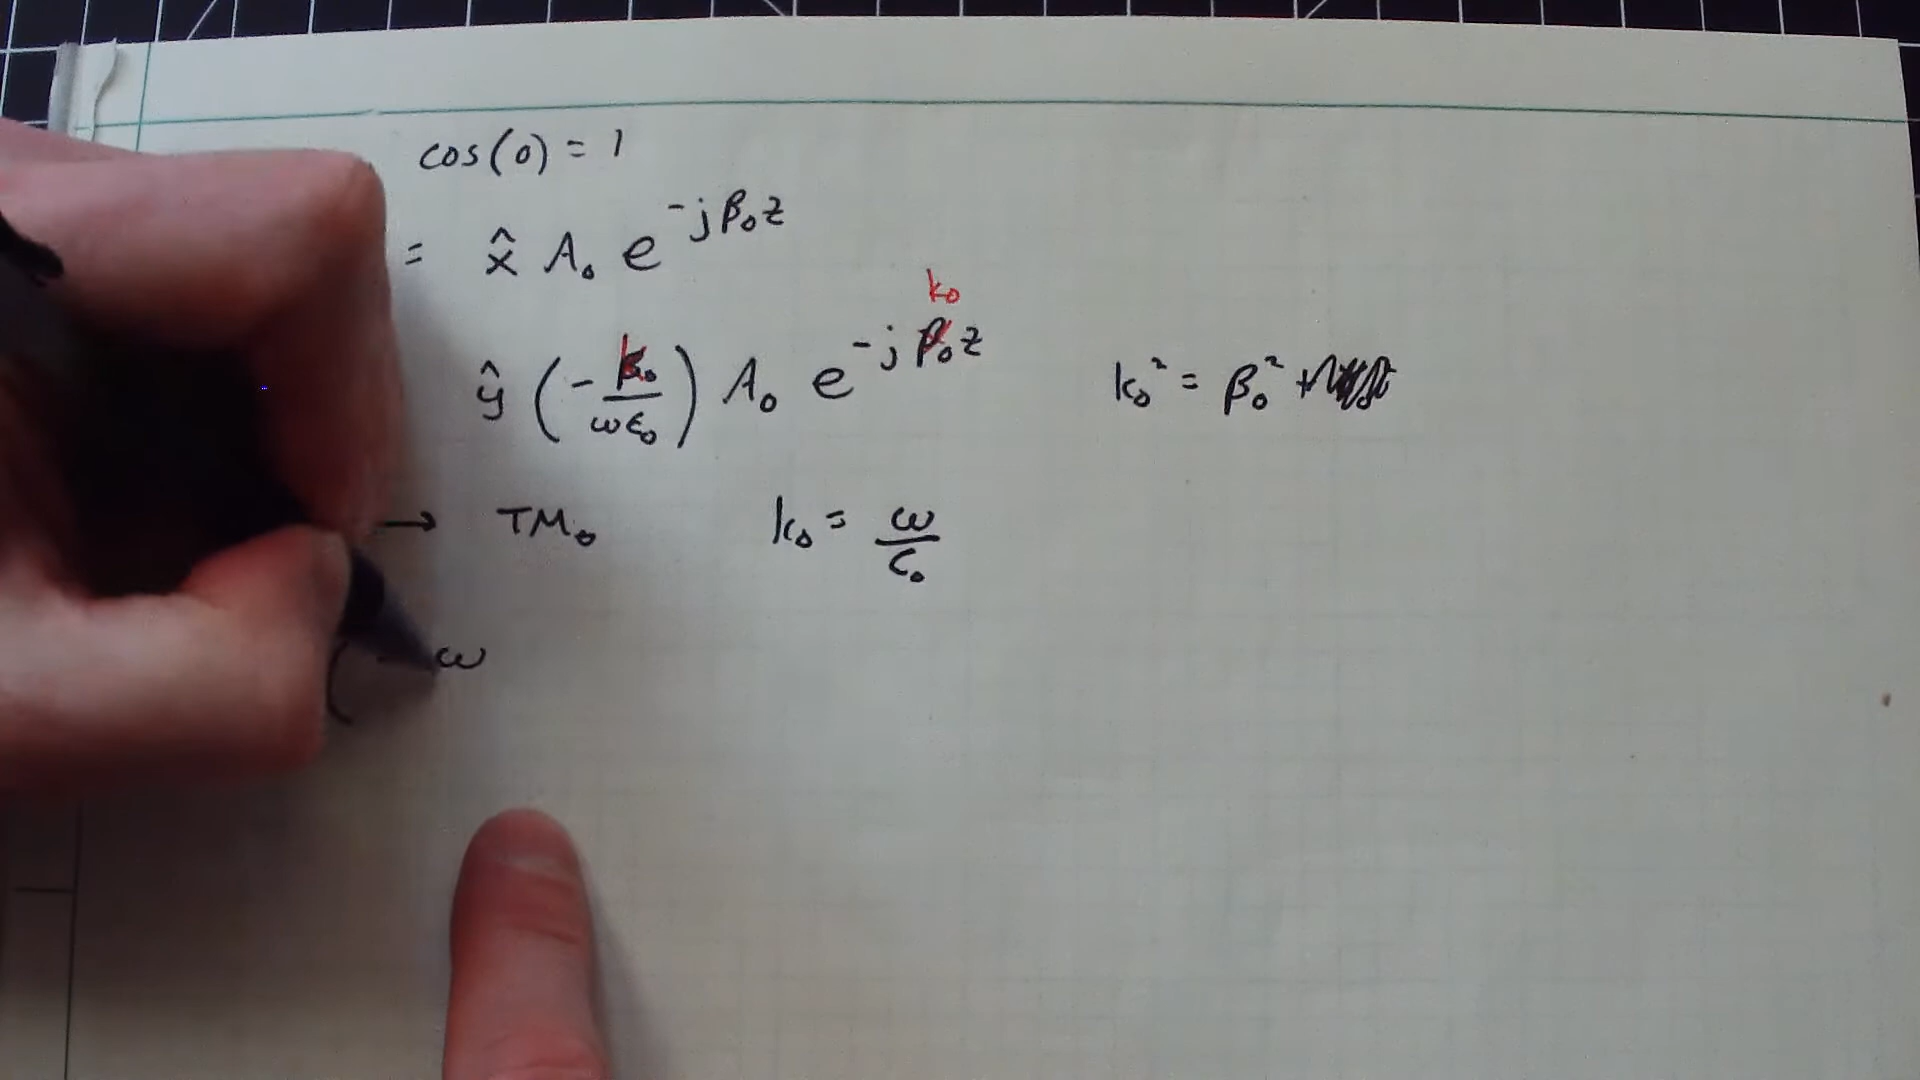 cos(0) = 1
= x̂ A₀ e^{-jβ₀z}
k₀
ŷ (- k₀/ωε₀) A₀ e^{-jβ₀z} k₀² = β₀² +
→ TM₀ k₀ = ω/c₀
( - ω